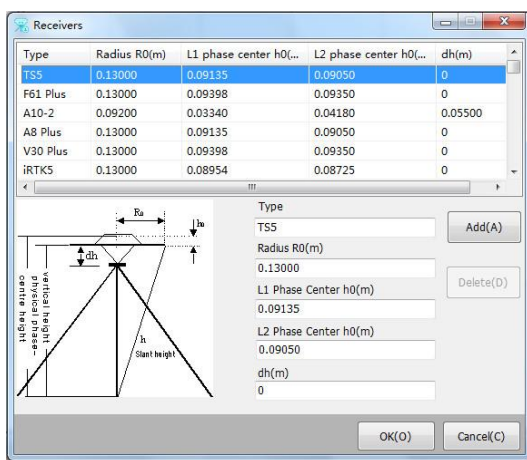 Receivers
Type Radius R0(m) L1 phase center h0(... L2 phase center h0(... dh(m)
TS5 0.13000 0.09135 0.09050 0
F61 Plus 0.13000 0.09398 0.09350 0
A10-2 0.09200 0.03340 0.04180 0.05500
A8 Plus 0.13000 0.09135 0.09050 0
V30 Plus 0.13000 0.09398 0.09350 0
iRTK5 0.13000 0.08954 0.08725 0
R₀
h₀
dh
vertical height
physical phase-
centre height
h
Slant height
Type
TS5
Add(A)
Radius R0(m)
0.13000
Delete(D)
L1 Phase Center h0(m)
0.09135
L2 Phase Center h0(m)
0.09050
dh(m)
0
OK(O) Cancel(C)